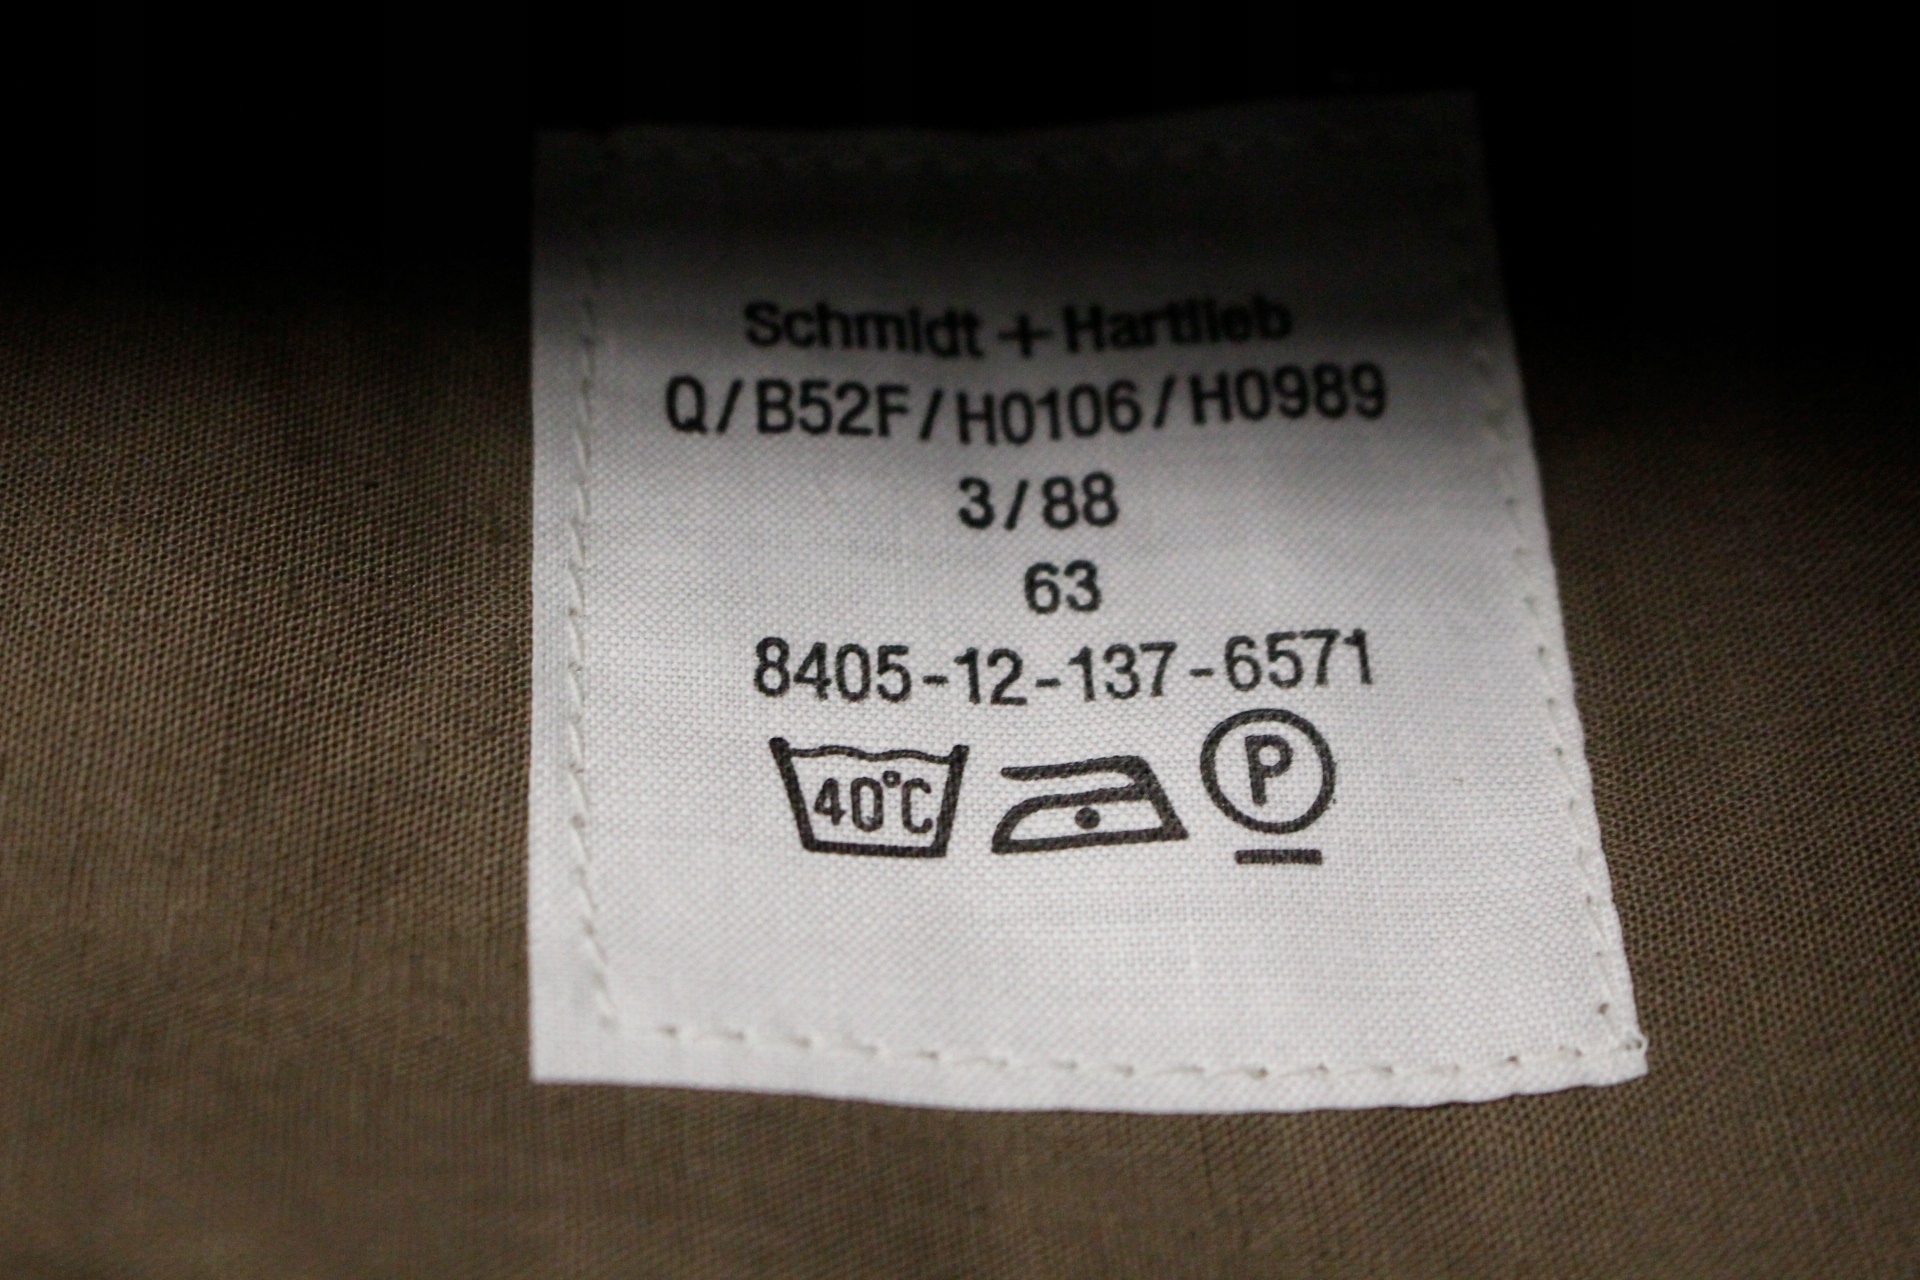 Schmidt + Hartlieb
Q/B52F/H0106/H0989
3/88
63
8405-12-137-6571
40°C
P